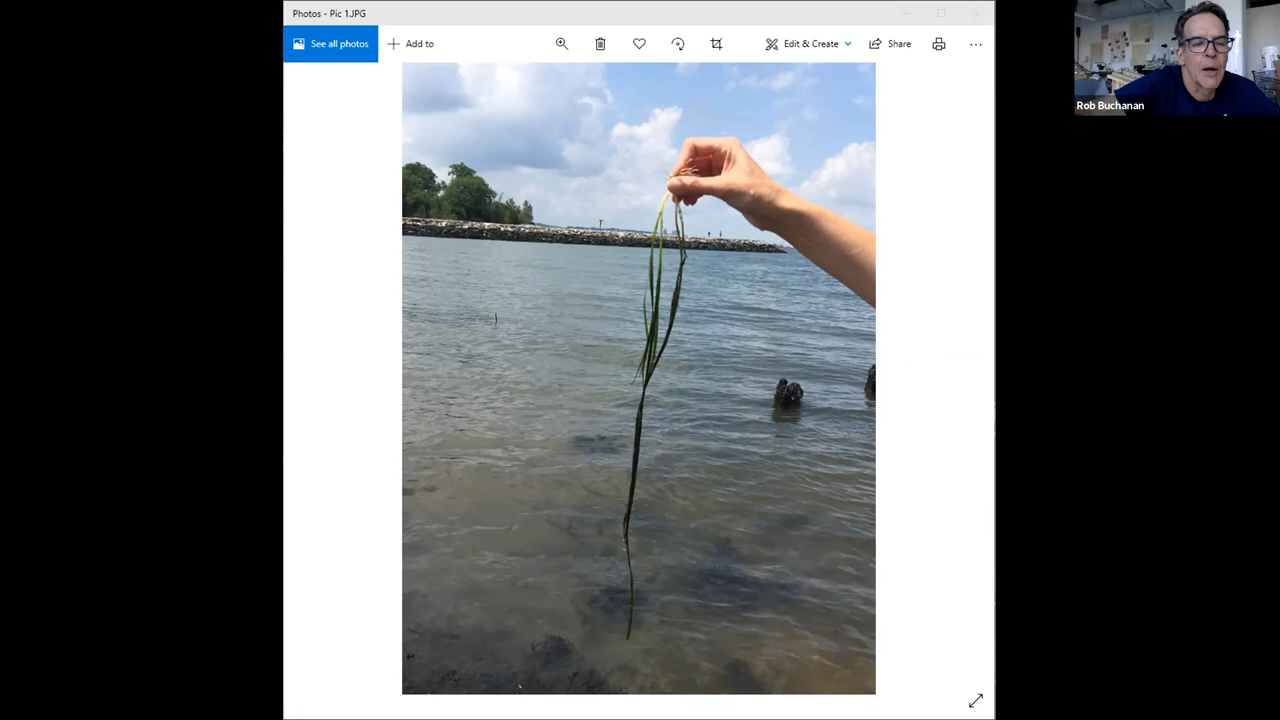 Photos - Pic 1.JPG
See all photos
Add to
Edit & Create
Share
Rob Buchanan